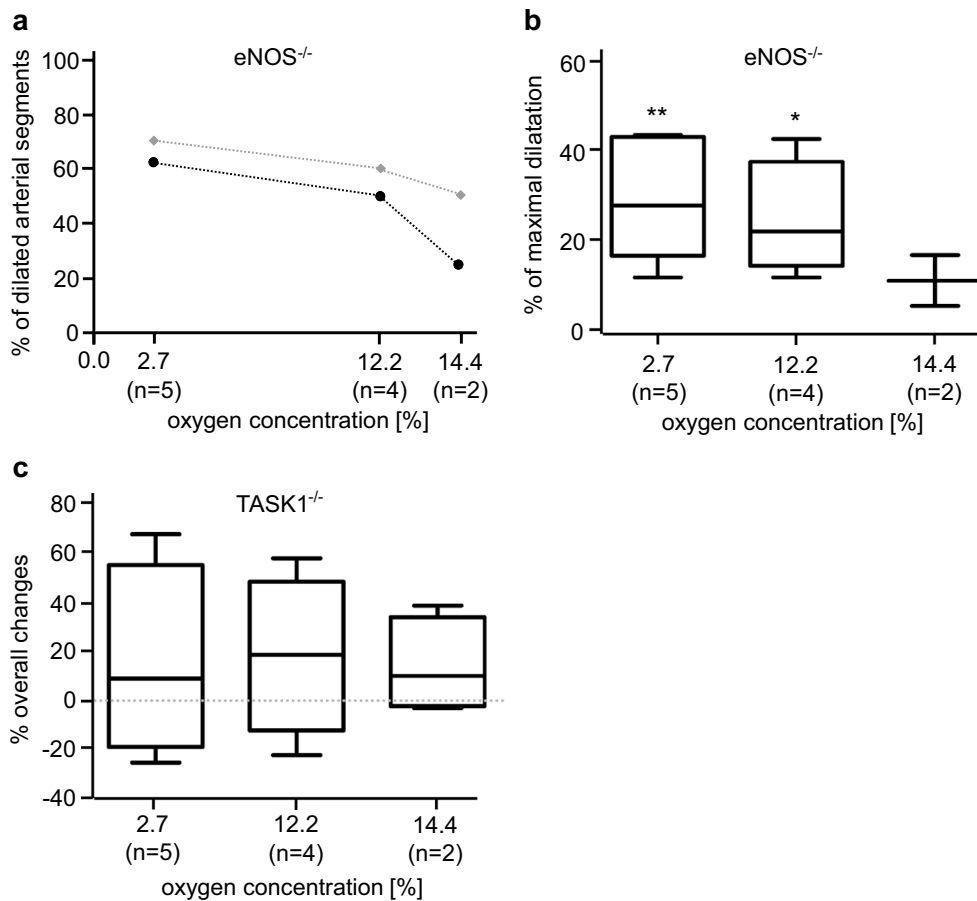 a
eNOS-/-
% of dilated arterial segments
100
80
60
40
20
0
0.0 2.7 12.2 14.4
(n=5) (n=4) (n=2)
oxygen concentration [%]
b
eNOS-/-
% of maximal dilatation
60
40
20
0
** *
2.7 12.2 14.4
(n=5) (n=4) (n=2)
oxygen concentration [%]
c
TASK1-/-
% overall changes
80
60
40
20
0
-20
-40
2.7 12.2 14.4
(n=5) (n=4) (n=2)
oxygen concentration [%]